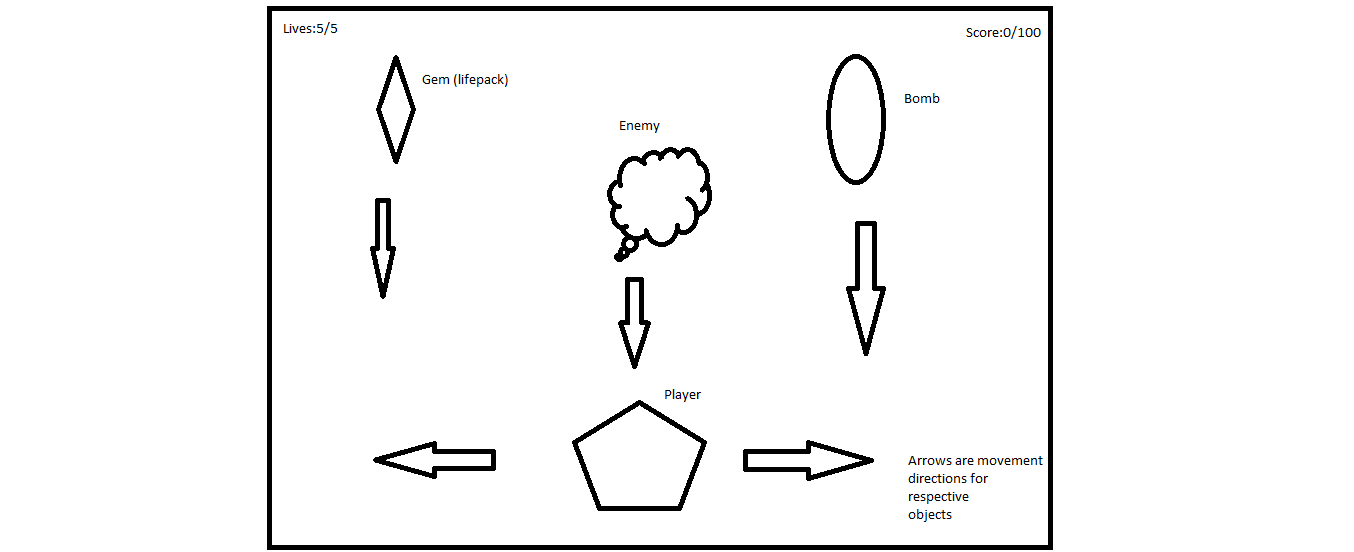 Lives:5/5
Score:0/100
Gem (lifepack)
Bomb
Enemy
Player
Arrows are movement
directions for
respective
objects